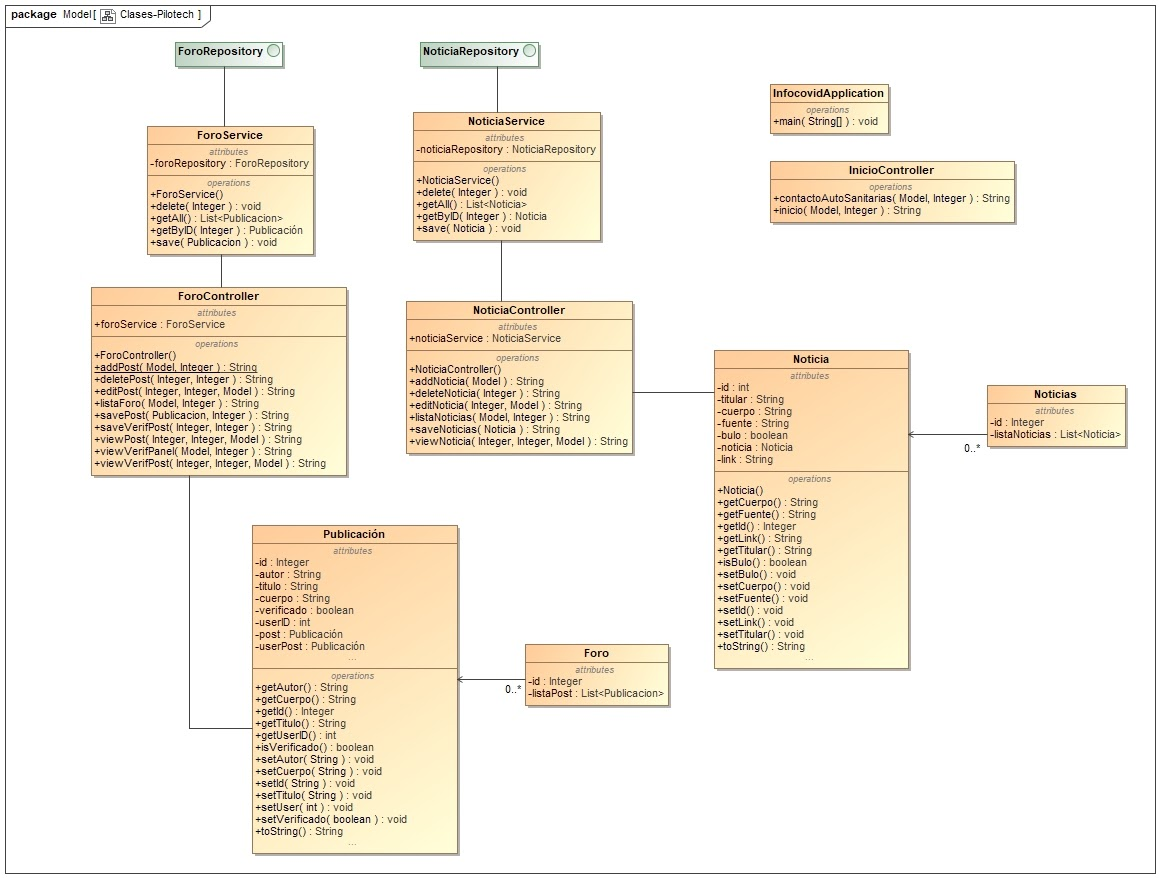 package Model[ Clases-Pilotech ]
ForoRepository
NoticiaRepository
InfocovidApplication
operations
+main( String[] ) : void
InicioController
operations
+contactoAutoSanitarias( Model, Integer ) : String
+inicio( Model, Integer ) : String
ForoService
attributes
-foroRepository : ForoRepository
operations
+ForoService()
+delete( Integer ) : void
+getAll() : List<Publicacion>
+getByID( Integer ) : Publicación
+save( Publicacion ) : void
NoticiaService
attributes
-noticiaRepository : NoticiaRepository
operations
+NoticiaService()
+delete( Integer ) : void
+getAll() : List<Noticia>
+getByID( Integer ) : Noticia
+save( Noticia ) : void
ForoController
attributes
+foroService : ForoService
operations
+ForoController()
+addPost( Model, Integer ) : String
+deletePost( Integer, Integer ) : String
+editPost( Integer, Integer, Model ) : String
+listaForo( Model, Integer ) : String
+savePost( Publicacion, Integer ) : String
+saveVerifPost( Integer, Integer ) : String
+viewPost( Integer, Integer, Model ) : String
+viewVerifPanel( Model, Integer ) : String
+viewVerifPost( Integer, Integer, Model ) : String
NoticiaController
attributes
+noticiaService : NoticiaService
operations
+NoticiaController()
+addNoticia( Model ) : String
+deleteNoticia( Integer ) : String
+editNoticia( Integer, Model ) : String
+listaNoticias( Model, Integer ) : String
+saveNoticias( Noticia ) : String
+viewNoticia( Integer, Integer, Model ) : String
Noticia
attributes
-id : int
-titular : String
-cuerpo : String
-fuente : String
-bulo : boolean
-noticia : Noticia
-link : String
operations
+Noticia()
+getCuerpo() : String
+getFuente() : String
+getId() : Integer
+getLink() : String
+getTitular() : String
+isBulo() : boolean
+setBulo() : void
+setCuerpo() : void
+setFuente() : void
+setId() : void
+setLink() : void
+setTitular() : void
+toString() : String
...
Noticias
attributes
-id : Integer
-listaNoticias : List<Noticia>
0..*
Publicación
attributes
-id : Integer
-autor : String
-titulo : String
-cuerpo : String
-verificado : boolean
-userID : int
-post : Publicación
-userPost : Publicación
...
operations
+getAutor() : String
+getCuerpo() : String
+getId() : Integer
+getTitulo() : String
+getUserID() : int
+isVerificado() : boolean
+setAutor( String ) : void
+setCuerpo( String ) : void
+setId( String ) : void
+setTitulo( String ) : void
+setUser( int ) : void
+setVerificado( boolean ) : void
+toString() : String
...
Foro
attributes
-id : Integer
-listaPost : List<Publicacion>
0..*